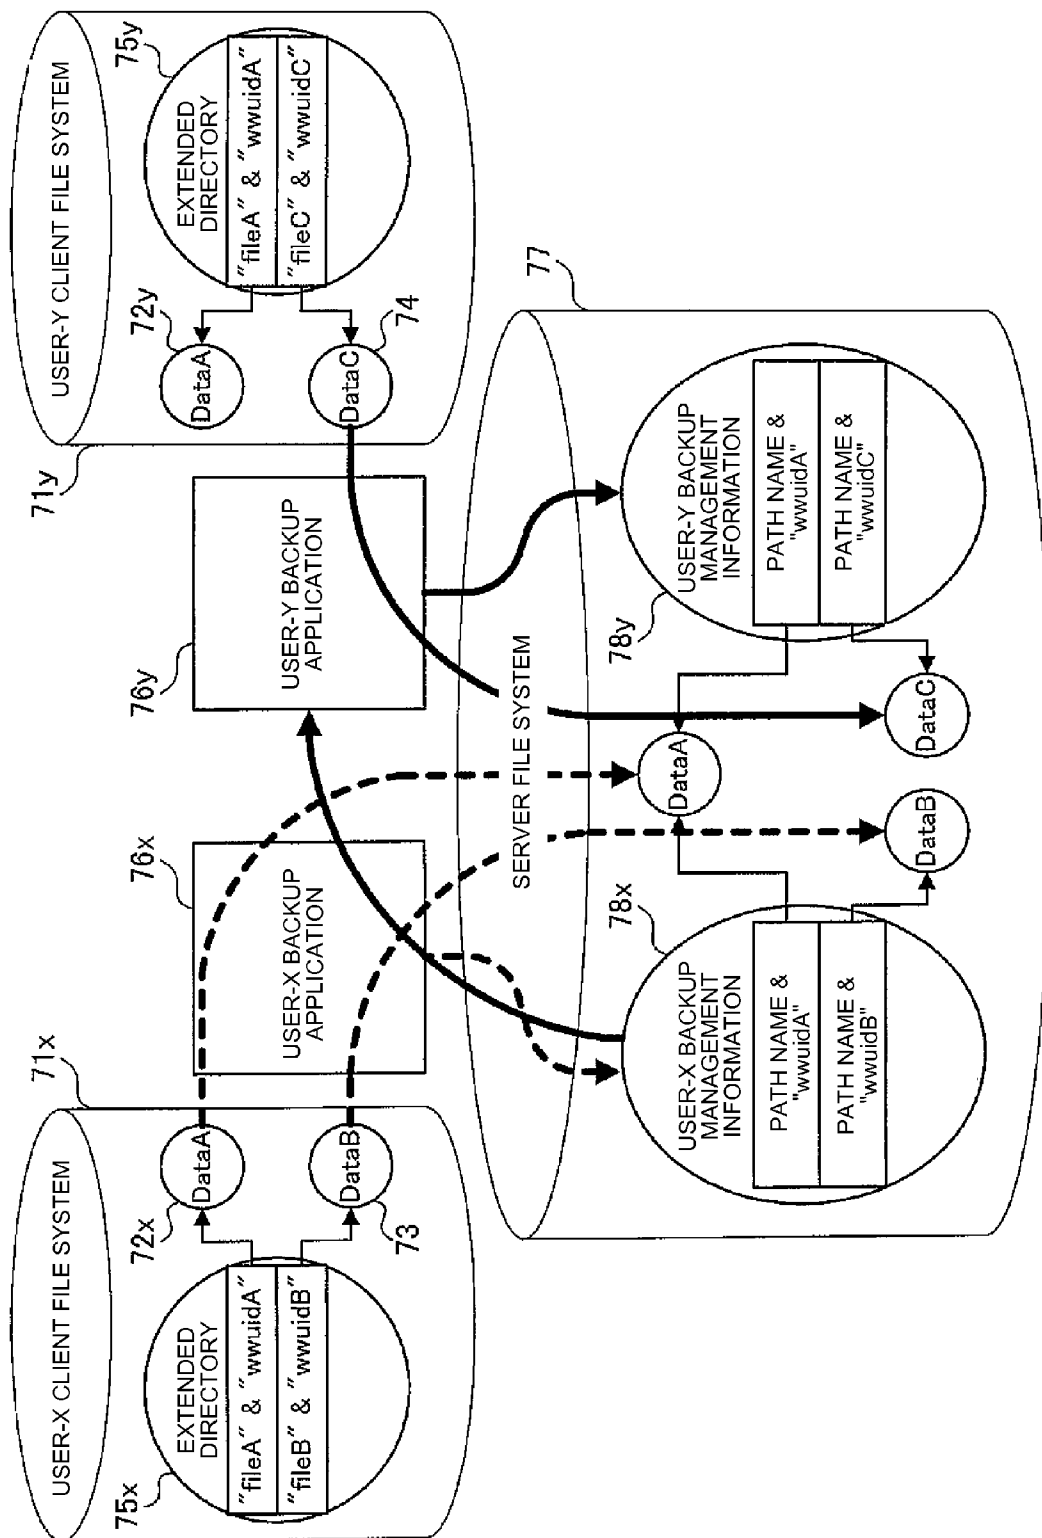 USER-X CLIENT FILE SYSTEM
71x
75x
EXTENDED
DIRECTORY
"fileA" & "wwuidA"
"fileB" & "wwuidB"
72x
DataA
DataB
73
76x
USER-X BACKUP
APPLICATION
76y
USER-Y BACKUP
APPLICATION
71y
USER-Y CLIENT FILE SYSTEM
72y
DataA
DataC
74
75y
EXTENDED
DIRECTORY
"fileA" & "wwuidA"
"fileC" & "wwuidC"
SERVER FILE SYSTEM
77
78x
USER-X BACKUP
MANAGEMENT
INFORMATION
PATH NAME &
"wwuidA"
PATH NAME &
"wwuidB"
DataA
DataB
DataC
78y
USER-Y BACKUP
MANAGEMENT
INFORMATION
PATH NAME &
"wwuidA"
PATH NAME &
"wwuidC"